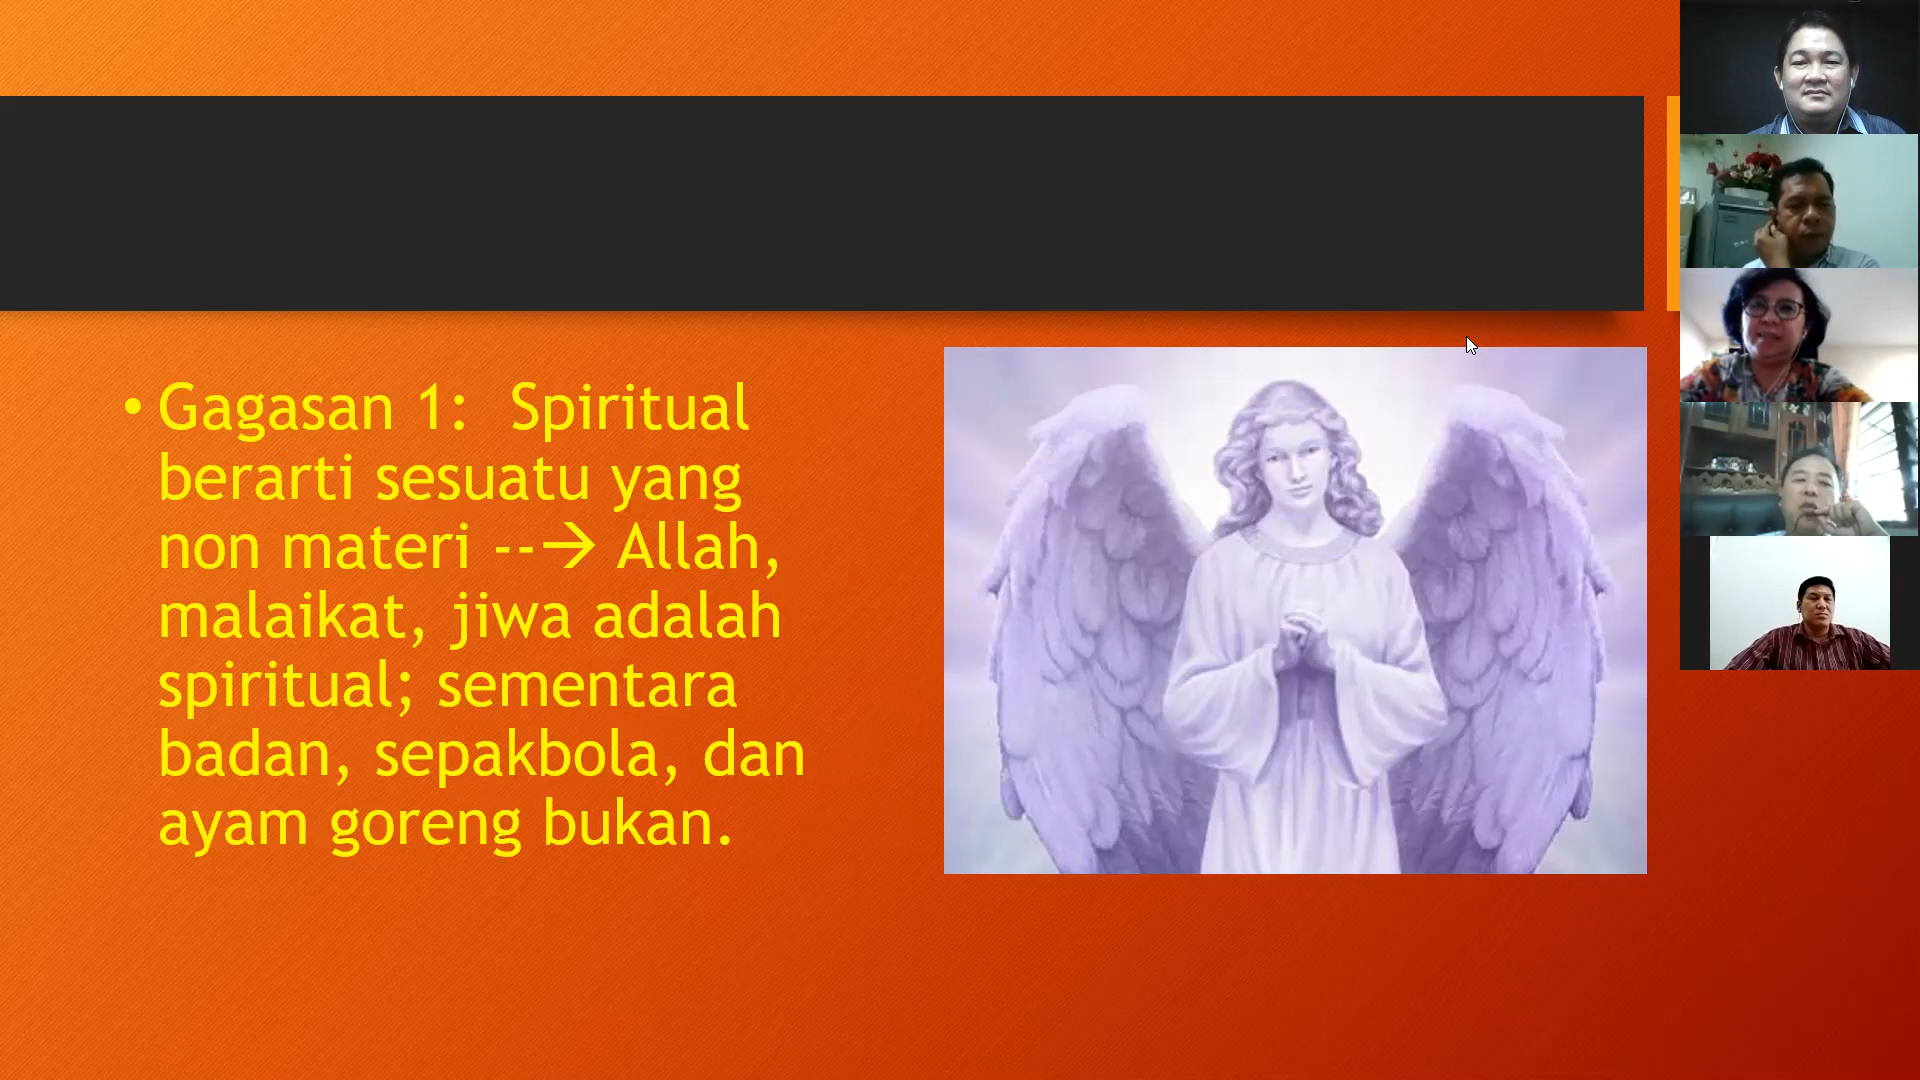 • Gagasan 1:  Spiritual
berarti sesuatu yang
non materi --→ Allah,
malaikat, jiwa adalah
spiritual; sementara
badan, sepakbola, dan
ayam goreng bukan.